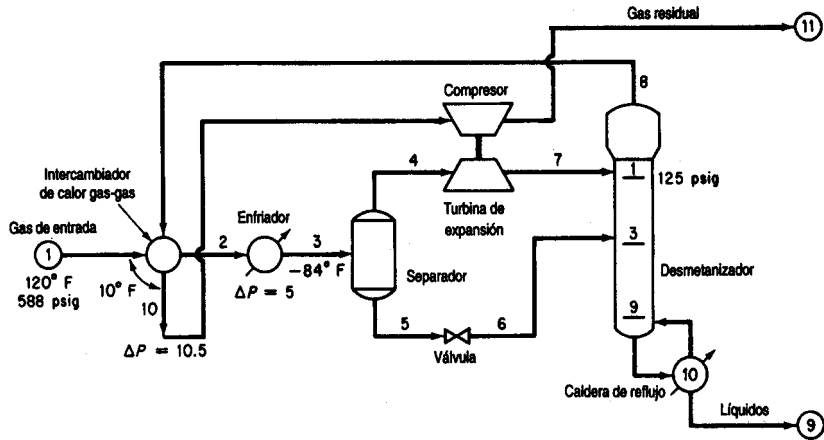 Gas residual
11
8
Compresor
4
7
1
125 psig
Intercambiador
de calor gas-gas
Turbina de
expansión
Gas de entrada
Enfriador
1
2
3
3
120° F
588 psig
10° F
10
−84° F
Separador
Desmetanizador
ΔP = 5
9
5
6
ΔP = 10.5
Válvula
10
Caldera de reflujo
Líquidos
9